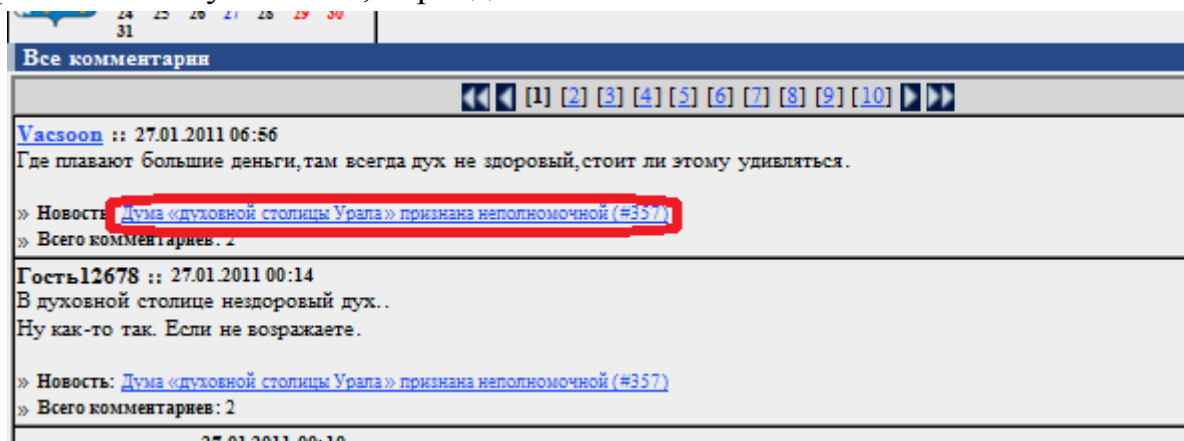 24 25 26 27 28 29 30
31
Все комментарии
[1] [2] [3] [4] [5] [6] [7] [8] [9] [10]
Vacsoon :: 27.01.2011 06:56
Где плавают большие деньги,там всегда дух не здоровый,стоит ли этому удивляться.
» Новость: Дума «духовной столицы Урала» признана неполномочной (#357)
» Всего комментариев: 2
Гость12678 :: 27.01.2011 00:14
В духовной столице нездоровый дух..
Ну как-то так. Если не возражаете.
» Новость: Дума «духовной столицы Урала» признана неполномочной (#357)
» Всего комментариев: 2